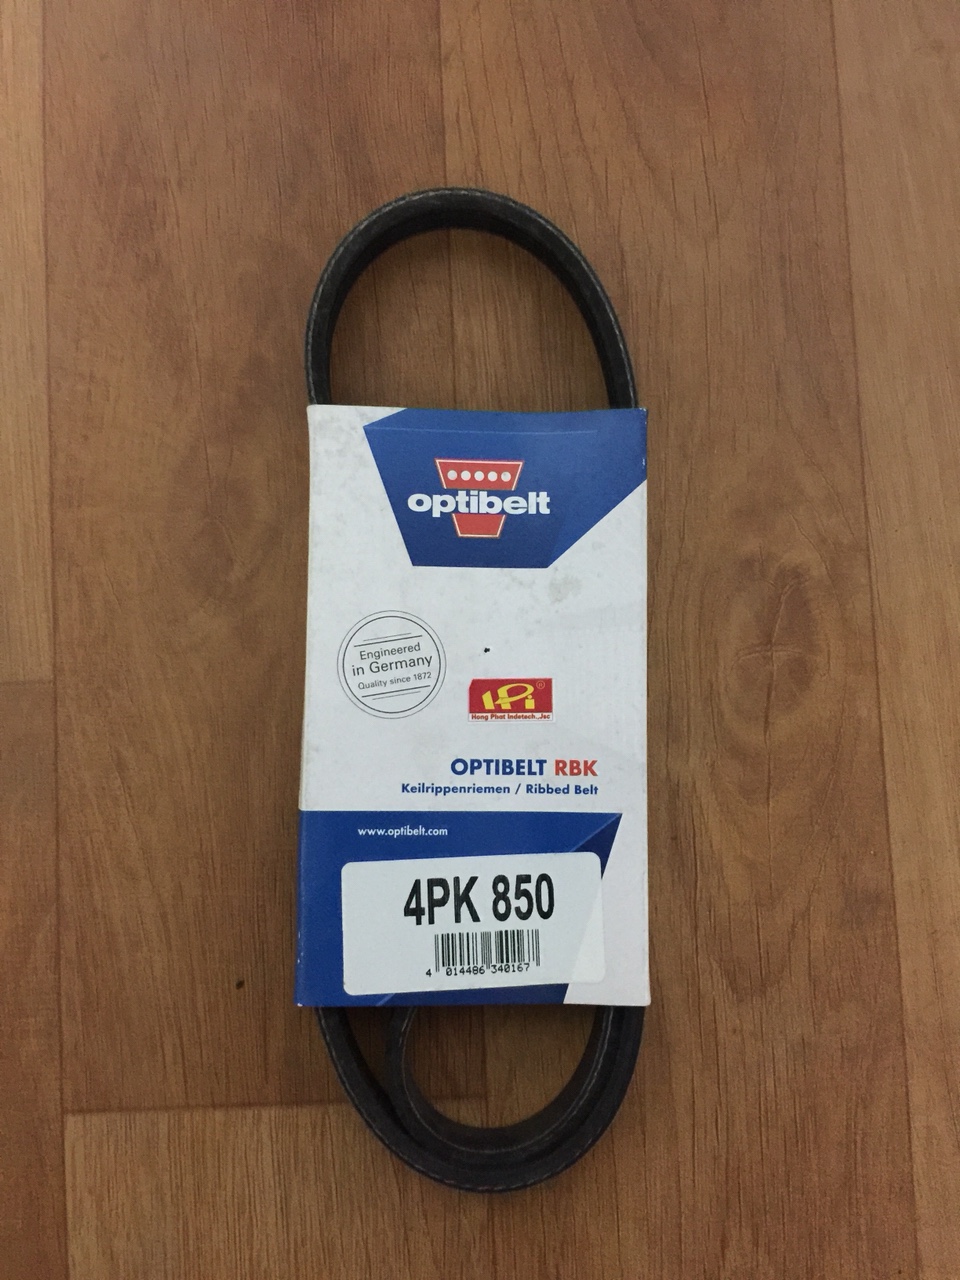 optibelt
Engineered
in Germany
Quality since 1872
HPi ®
Hong Phat Indetech.,Jsc
OPTIBELT RBK
Keilrippenriemen / Ribbed Belt
www.optibelt.com
4PK 850
4 014486 340167